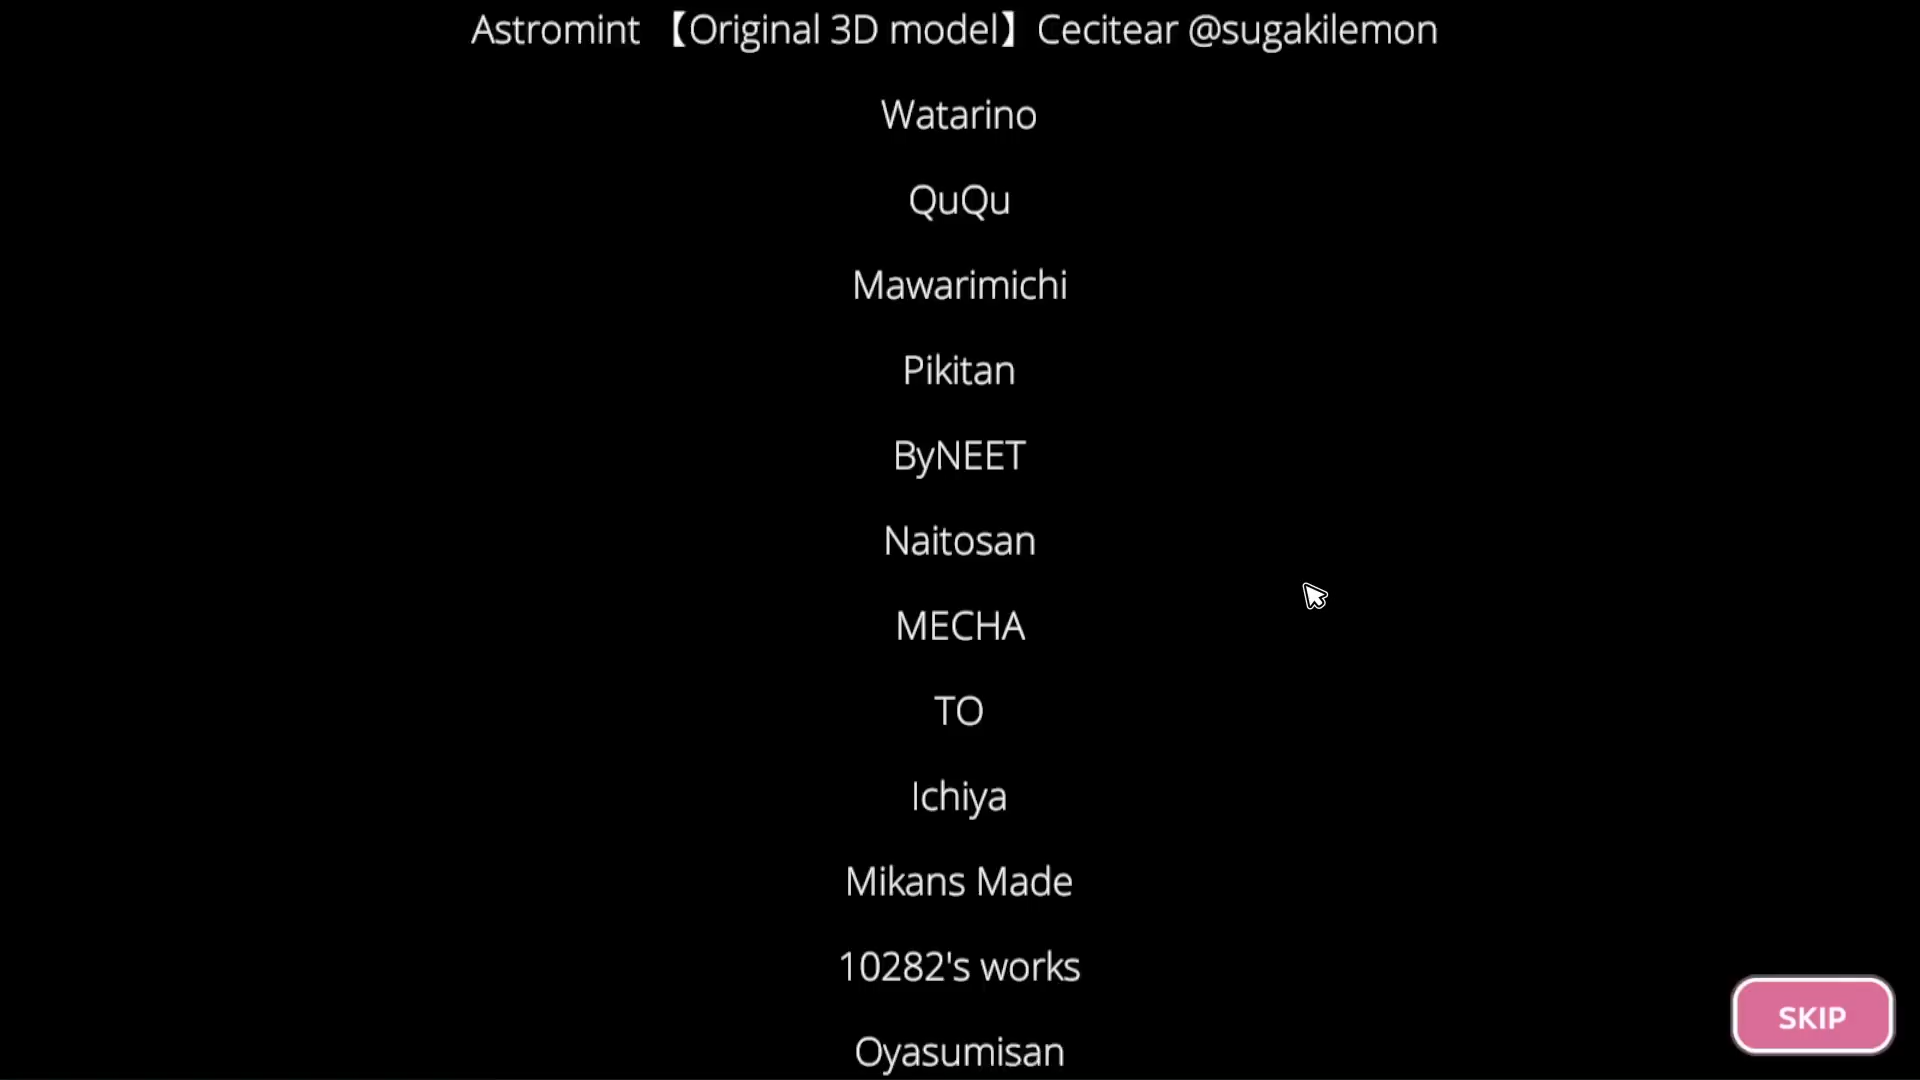 Astromint 【Original 3D model】Cecitear @sugakilemon
Watarino
QuQu
Mawarimichi
Pikitan
ByNEET
Naitosan
MECHA
TO
Ichiya
Mikans Made
10282's works
Oyasumisan
SKIP